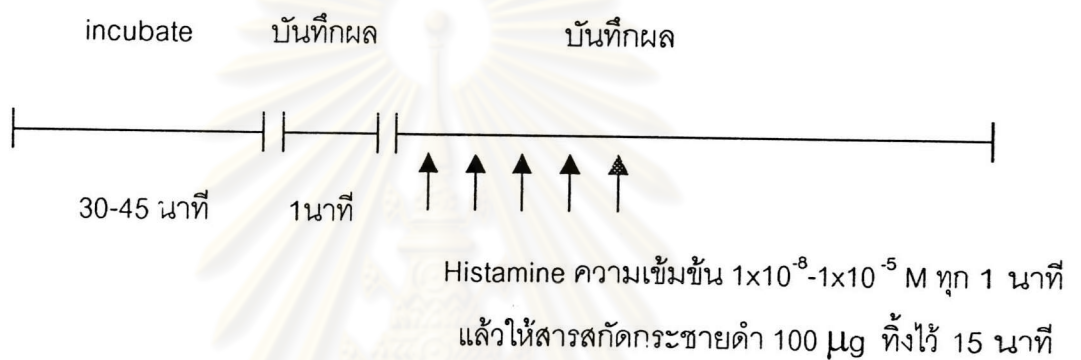 incubate บันทึกผล บันทึกผล
30-45 นาที 1นาที
Histamine ความเข้มข้น 1x10⁻⁸-1x10⁻⁵ M ทุก 1 นาที
แล้วให้สารสกัดกระชายดำ 100 µg ทิ้งไว้ 15 นาที